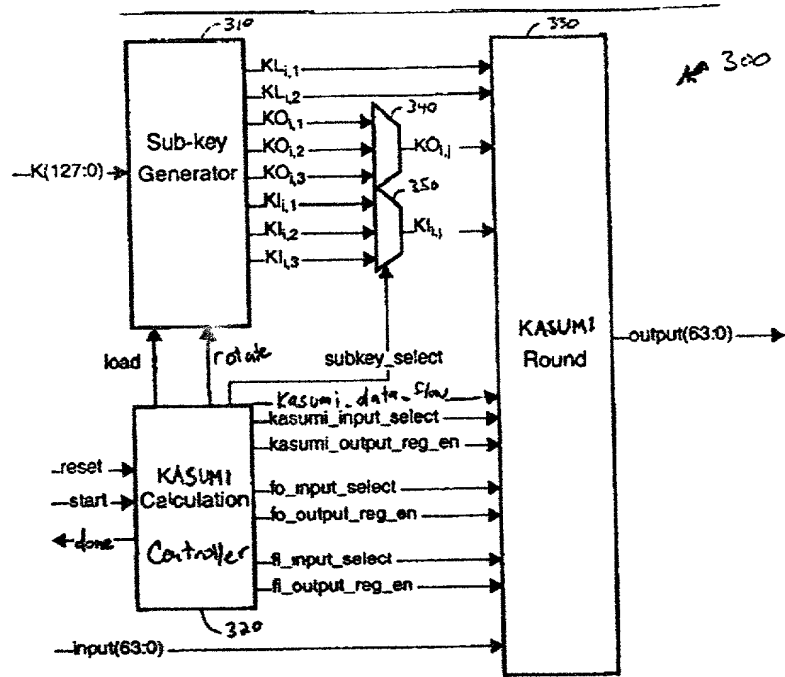 310
330
300
KL_{i,1}
KL_{i,2}
KO_{i,1}
340
KO_{i,2}
KO_{i,j}
KO_{i,3}
350
KI_{i,1}
KI_{i,2}
KI_{i,j}
KI_{i,3}
K(127:0)
Sub-key
Generator
KASUMI
Round
output(63:0)
load
rotate
subkey_select
Kasumi_data_flow
kasumi_input_select
kasumi_output_reg_en
reset
start
done
KASUMI
Calculation
Controller
fo_input_select
fo_output_reg_en
fi_input_select
fi_output_reg_en
320
input(63:0)